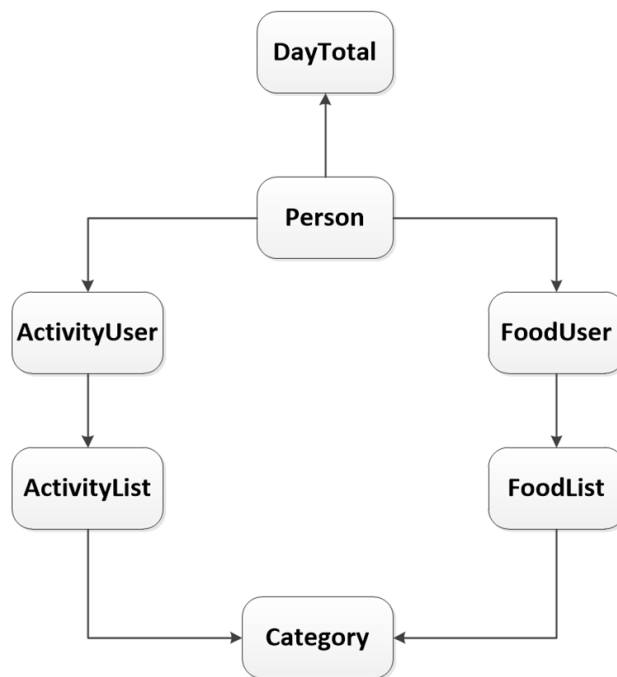 DayTotal
Person
ActivityUser
FoodUser
ActivityList
FoodList
Category